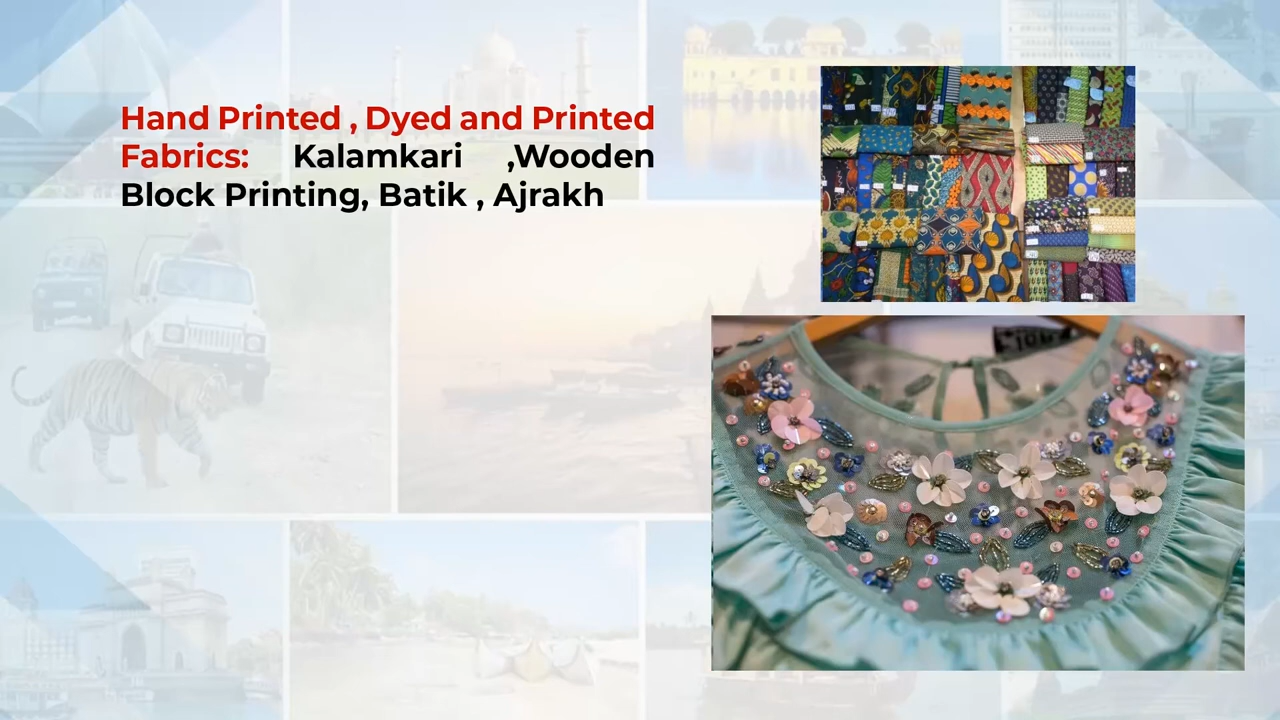 Hand Printed , Dyed and Printed
Fabrics: Kalamkari ,Wooden
Block Printing, Batik , Ajrakh